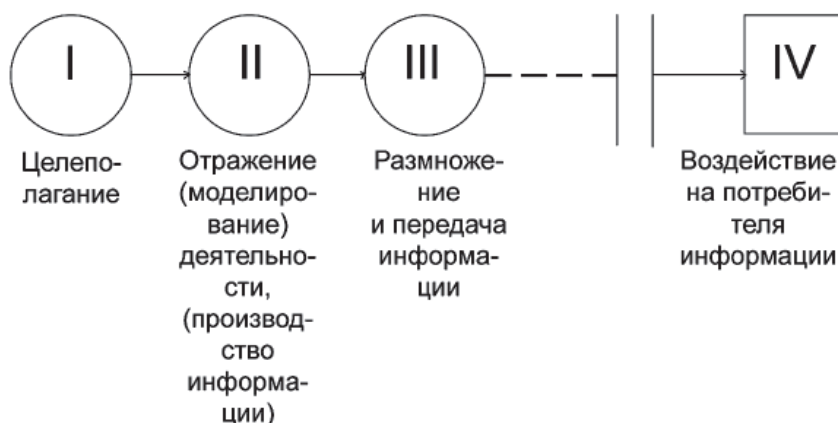 I
II
III
IV
Целепо-
лагание
Отражение
(моделиро-
вание)
деятельно-
сти,
(производ-
ство
информа-
ции)
Размноже-
ние
и передача
информа-
ции
Воздействие
на потреби-
теля
информации